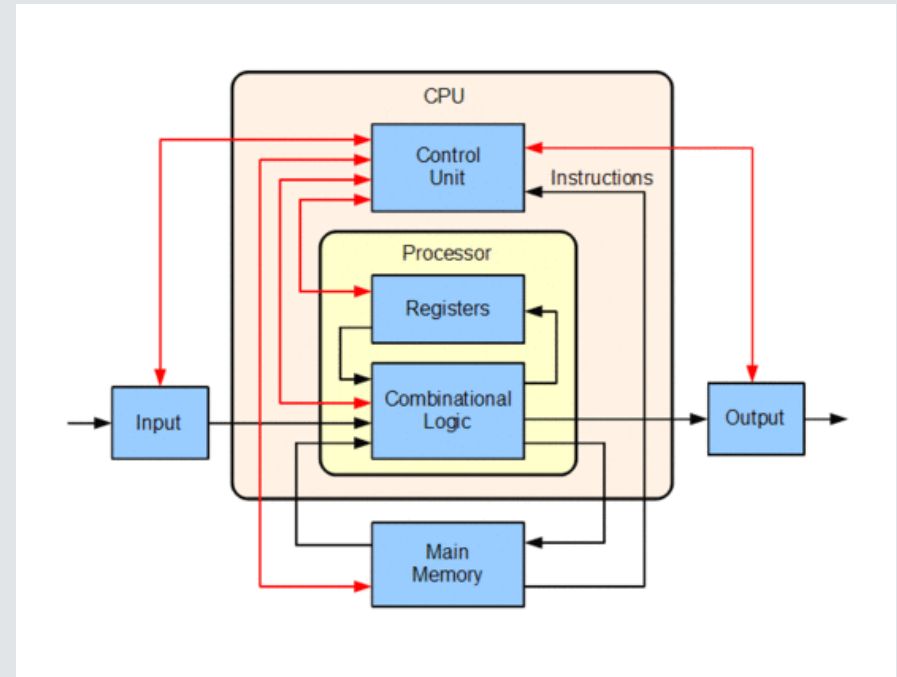 CPU
Control
Unit
Instructions
Processor
Registers
Combinational
Logic
Input
Output
Main
Memory